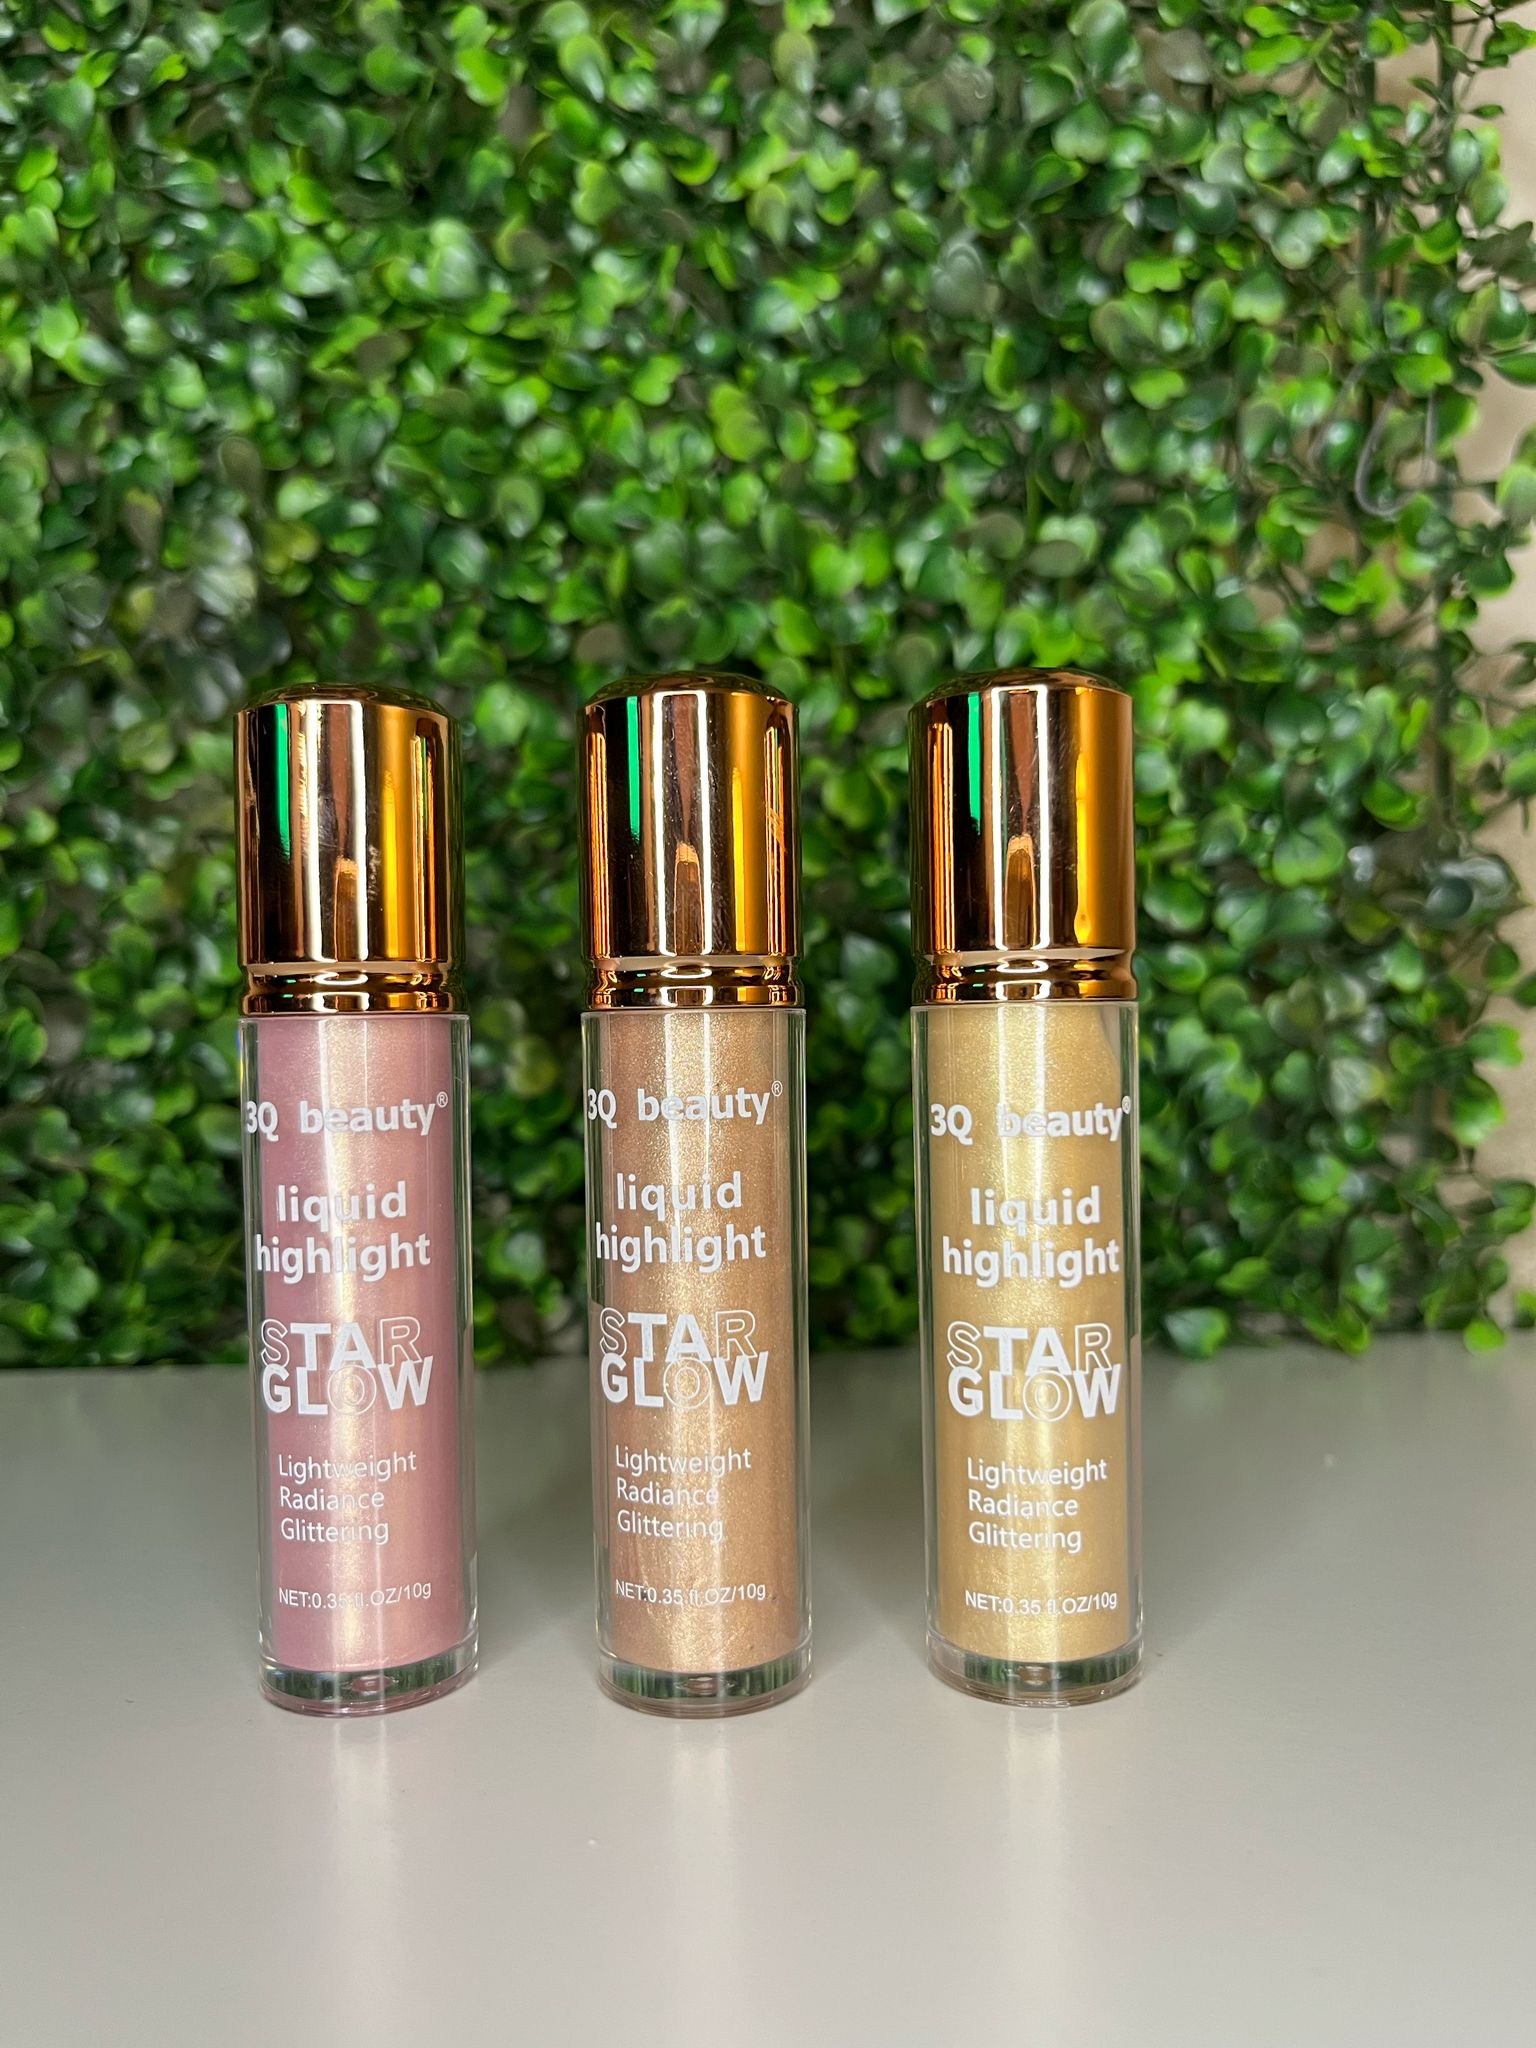 3Q beauty®
liquid
highlight
STAR
GLOW
Lightweight
Radiance
Glittering
NET:0.35 fl.OZ/10g
3Q beauty®
liquid
highlight
STAR
GLOW
Lightweight
Radiance
Glittering
NET:0.35 fl.OZ/10g
3Q beauty®
liquid
highlight
STAR
GLOW
Lightweight
Radiance
Glittering
NET:0.35 fl.OZ/10g